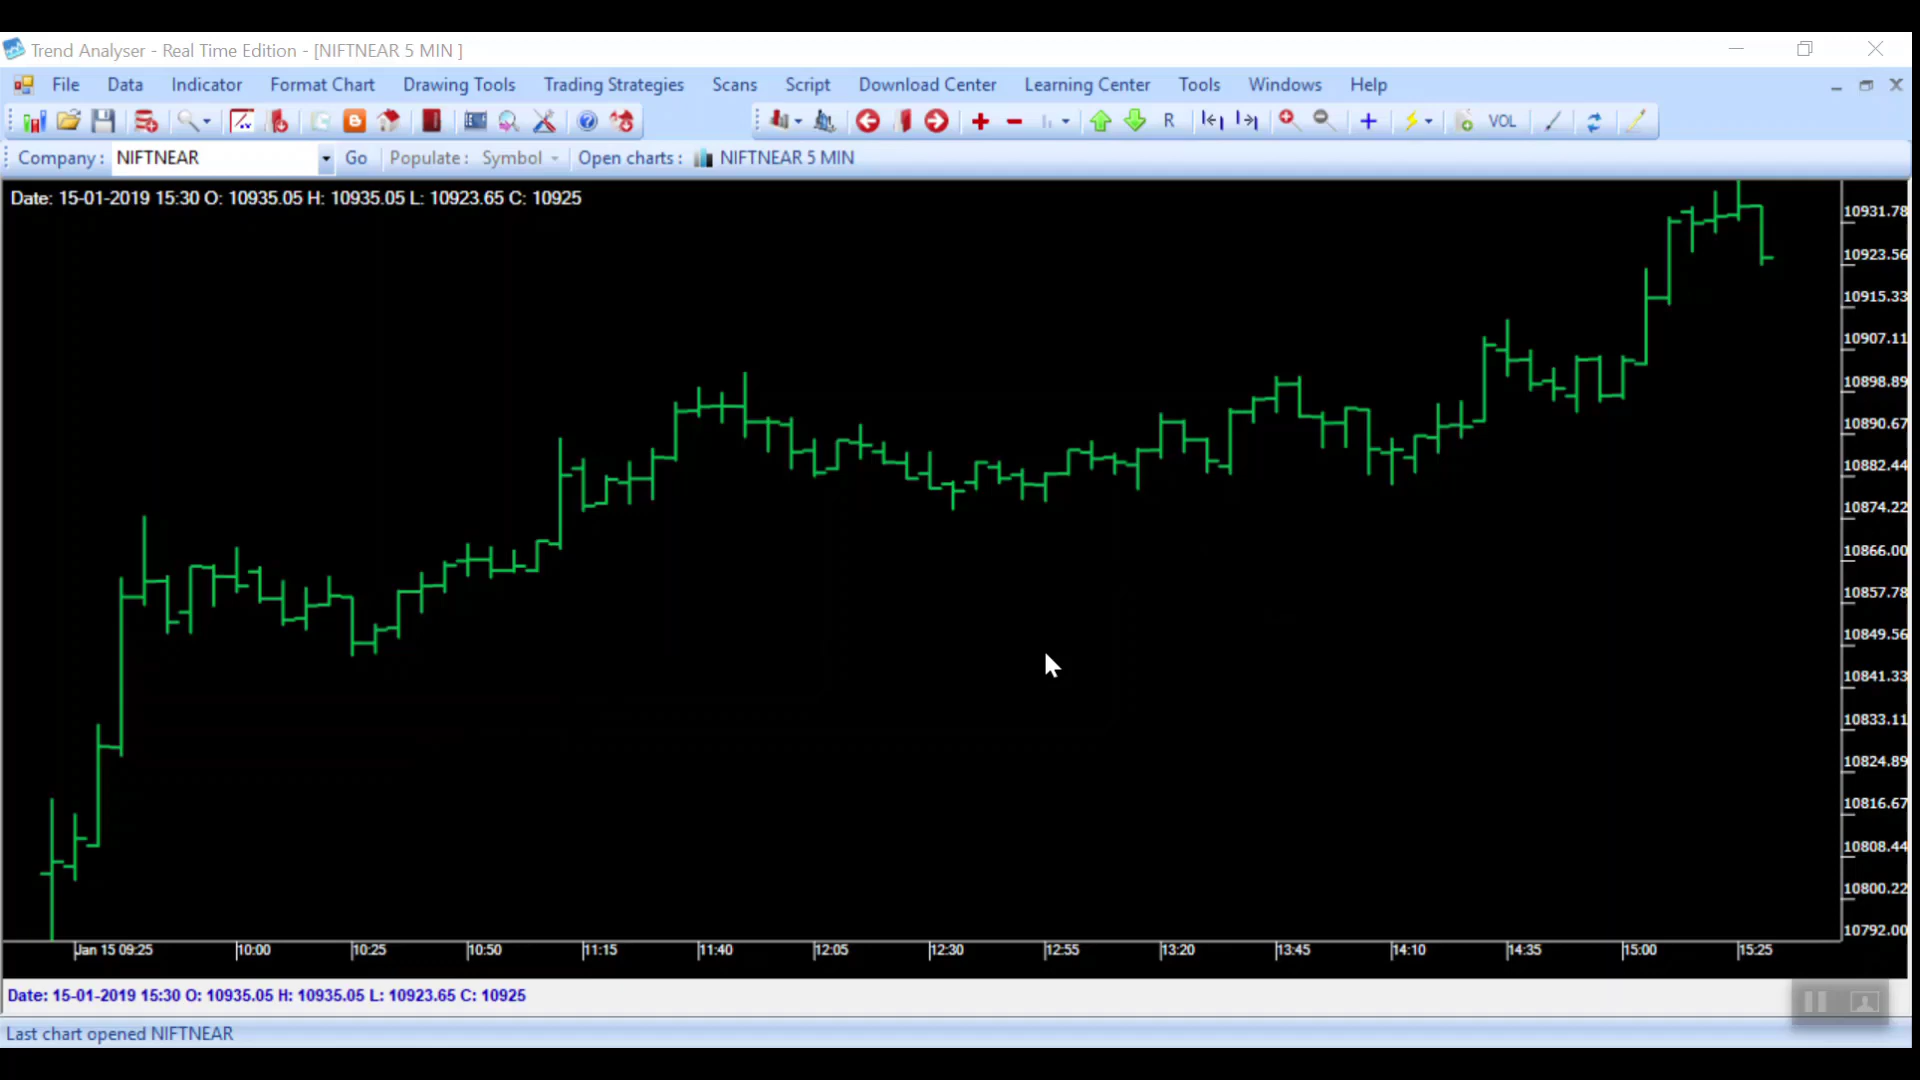 Trend Analyser - Real Time Edition - [NIFTNEAR 5 MIN ]
File Data Indicator Format Chart Drawing Tools Trading Strategies Scans Script Download Center Learning Center Tools Windows Help
R VOL
Company : NIFTNEAR Go Populate : Symbol Open charts : NIFTNEAR 5 MIN
Date: 15-01-2019 15:30 O: 10935.05 H: 10935.05 L: 10923.65 C: 10925
10931.78
10923.56
10915.33
10907.11
10898.89
10890.67
10882.44
10874.22
10866.00
10857.78
10849.56
10841.33
10833.11
10824.89
10816.67
10808.44
10800.22
10792.00
Jan 15 09:25 10:00 10:25 10:50 11:15 11:40 12:05 12:30 12:55 13:20 13:45 14:10 14:35 15:00 15:25
Date: 15-01-2019 15:30 O: 10935.05 H: 10935.05 L: 10923.65 C: 10925
Last chart opened NIFTNEAR